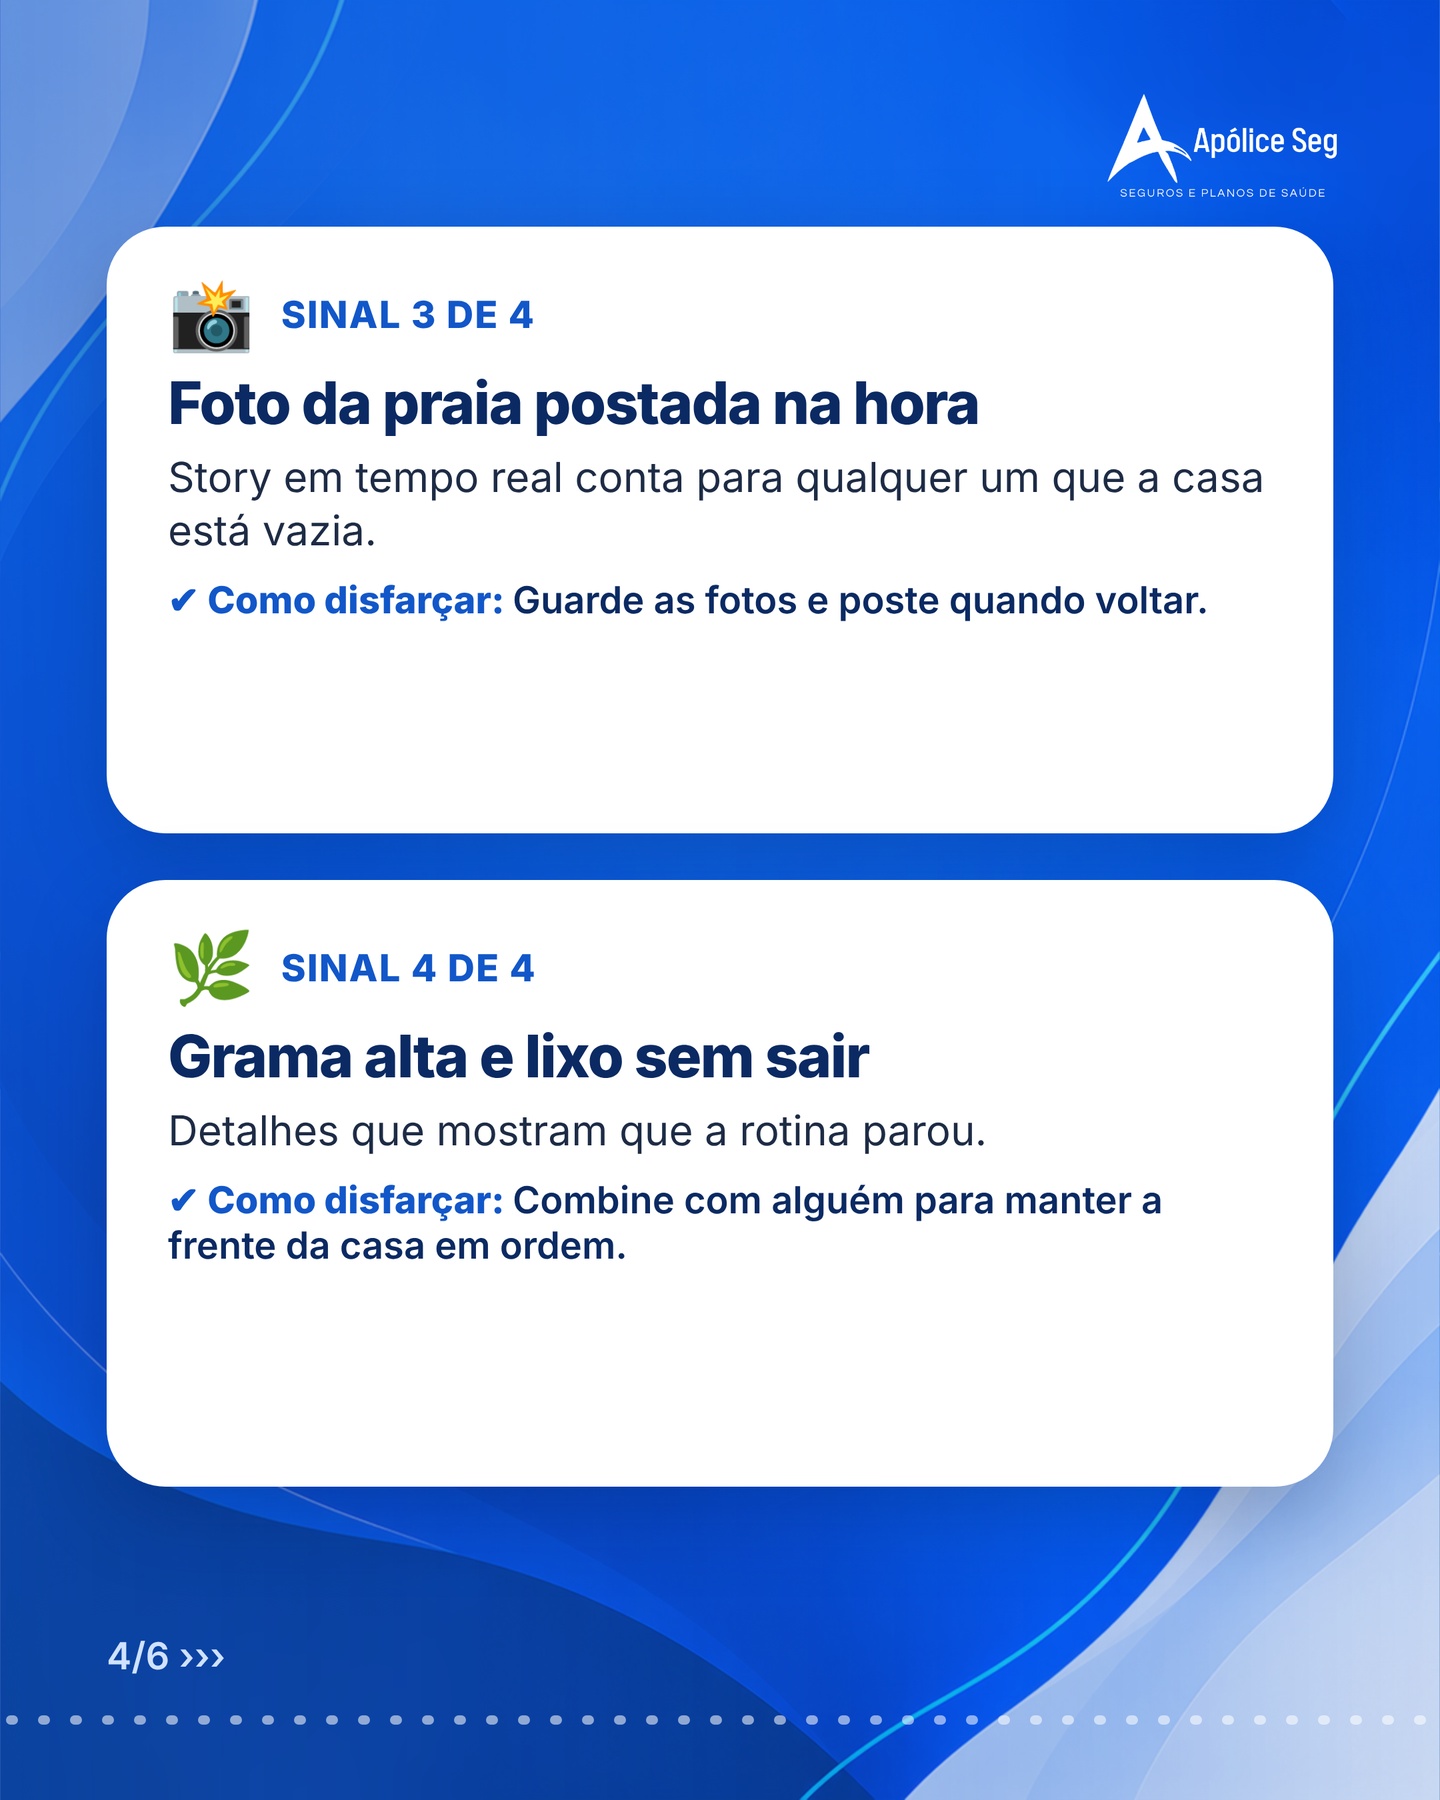 Apólice Seg
SEGUROS E PLANOS DE SAÚDE
SINAL 3 DE 4
Foto da praia postada na hora
Story em tempo real conta para qualquer um que a casa
está vazia.
✔ Como disfarçar: Guarde as fotos e poste quando voltar.
SINAL 4 DE 4
Grama alta e lixo sem sair
Detalhes que mostram que a rotina parou.
✔ Como disfarçar: Combine com alguém para manter a
frente da casa em ordem.
4/6 ›››